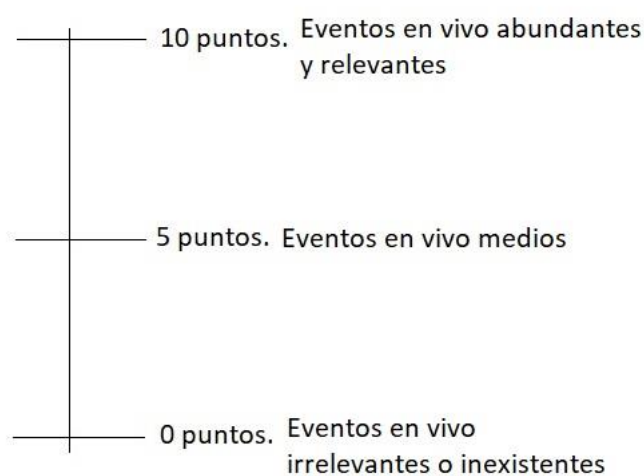 10 puntos. Eventos en vivo abundantes
y relevantes
5 puntos. Eventos en vivo medios
0 puntos. Eventos en vivo
irrelevantes o inexistentes